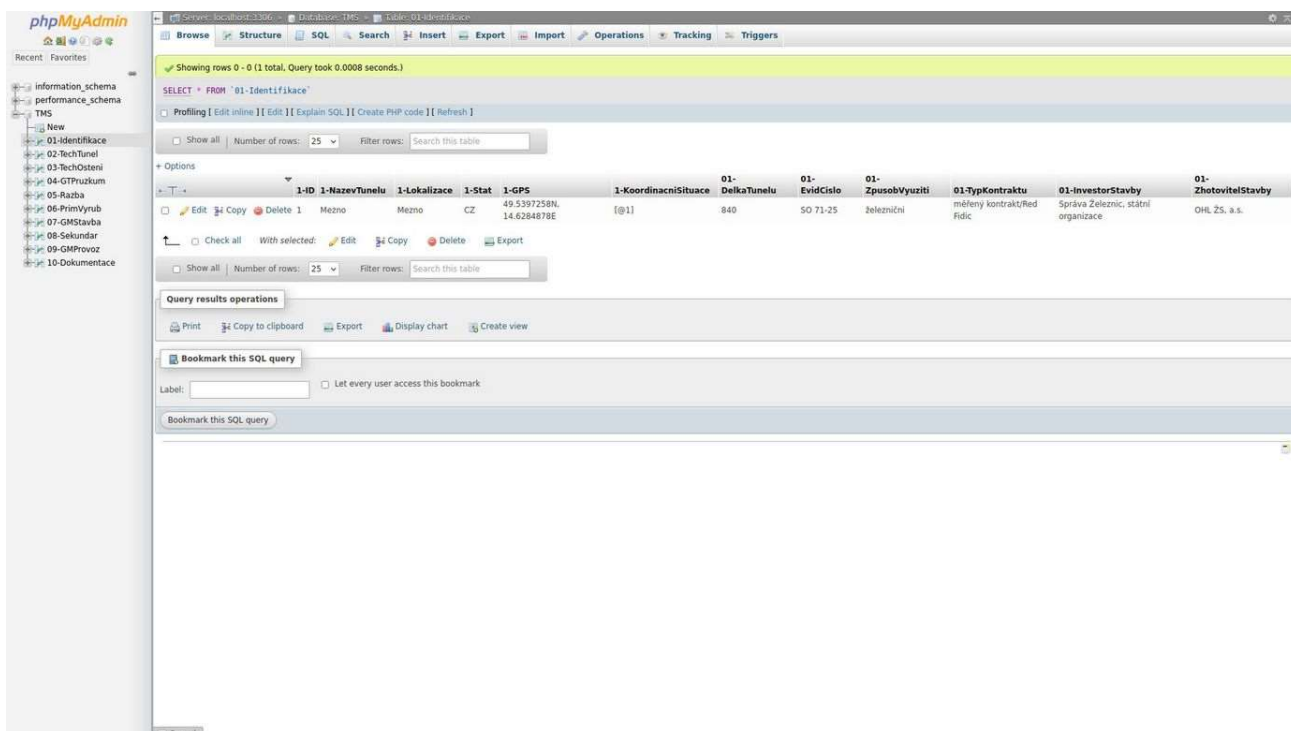 phpMyAdmin
Recent Favorites
information_schema
performance_schema
TMS
New
01-Identifikace
02-TechTunel
03-TechOsteni
04-GTPruzkum
05-Razba
06-PrimVyrub
07-GMStavba
08-Sekundar
09-GMProvoz
10-Dokumentace
Server: localhost:3306 » Database: TMS » Table: 01-Identifikace
Browse Structure SQL Search Insert Export Import Operations Tracking Triggers
Showing rows 0 - 0 (1 total, Query took 0.0008 seconds.)
SELECT * FROM `01-Identifikace`
Profiling [ Edit inline ] [ Edit ] [ Explain SQL ] [ Create PHP code ] [ Refresh ]
Show all | Number of rows: 25 Filter rows: Search this table
+ Options
←T→ 1-ID 1-NazevTunelu 1-Lokalizace 1-Stat 1-GPS 1-KoordinacniSituace 01-DelkaTunelu 01-EvidCislo 01-ZpusobVyuziti 01-TypKontraktu 01-InvestorStavby 01-ZhotovitelStavby
Edit Copy Delete 1 Mezno Mezno CZ 49.5397258N, 14.6284878E [@1] 840 SO 71-25 železniční měřený kontrakt/Red Fidic Správa Železnic, státní organizace OHL ŽS, a.s.
Check all With selected: Edit Copy Delete Export
Show all | Number of rows: 25 Filter rows: Search this table
Query results operations
Print Copy to clipboard Export Display chart Create view
Bookmark this SQL query
Label: Let every user access this bookmark
Bookmark this SQL query